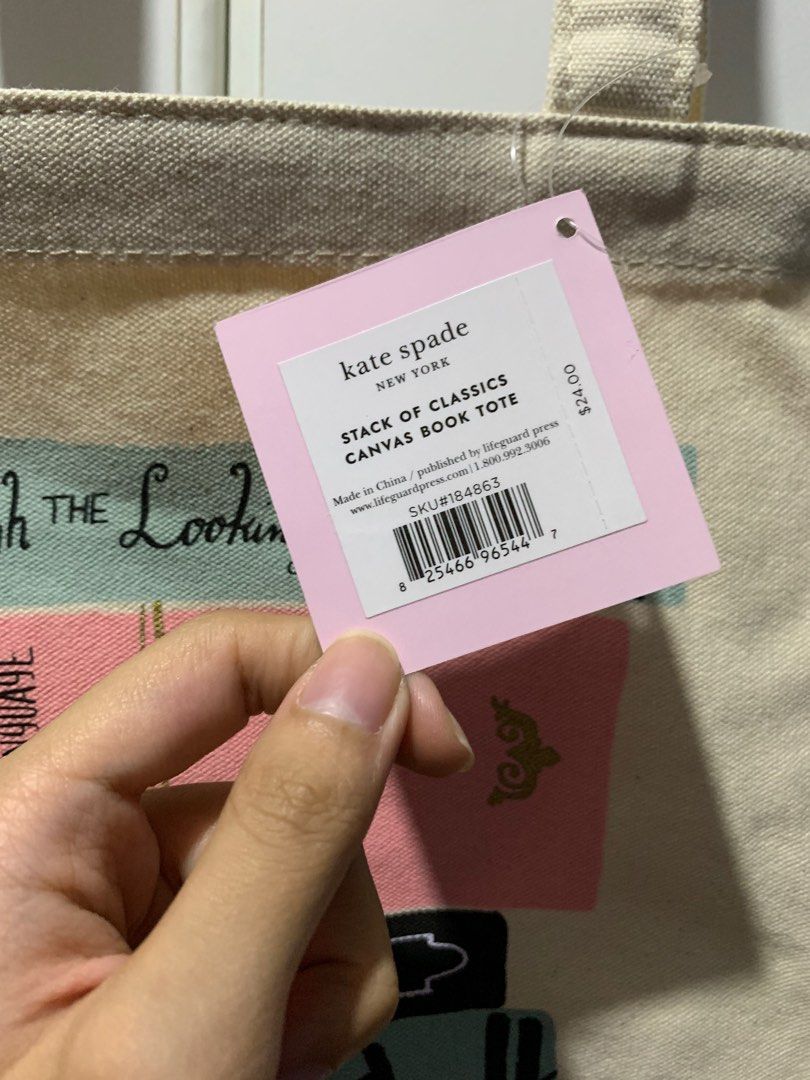 kate spade
NEW YORK
STACK OF CLASSICS
CANVAS BOOK TOTE
$24.00
Made in China / published by lifeguard press
www.lifeguardpress.com | 1.800.992.3006
SKU#184863
8 25466 96544 7
THE Lookin